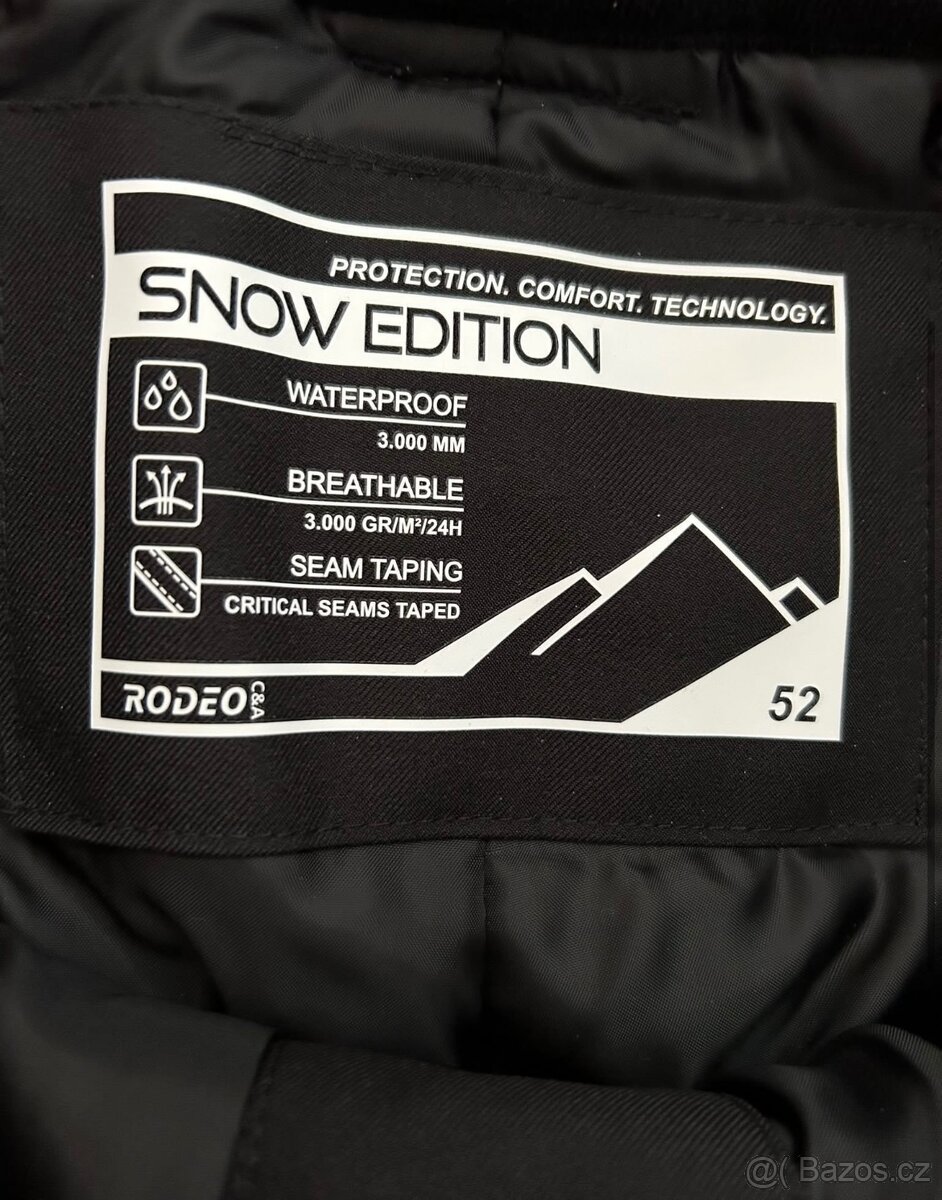 PROTECTION. COMFORT. TECHNOLOGY.
SNOW EDITION
WATERPROOF
3.000 MM
BREATHABLE
3.000 GR/M²/24H
SEAM TAPING
CRITICAL SEAMS TAPED
RODEO C&A
52
@( Bazos.cz